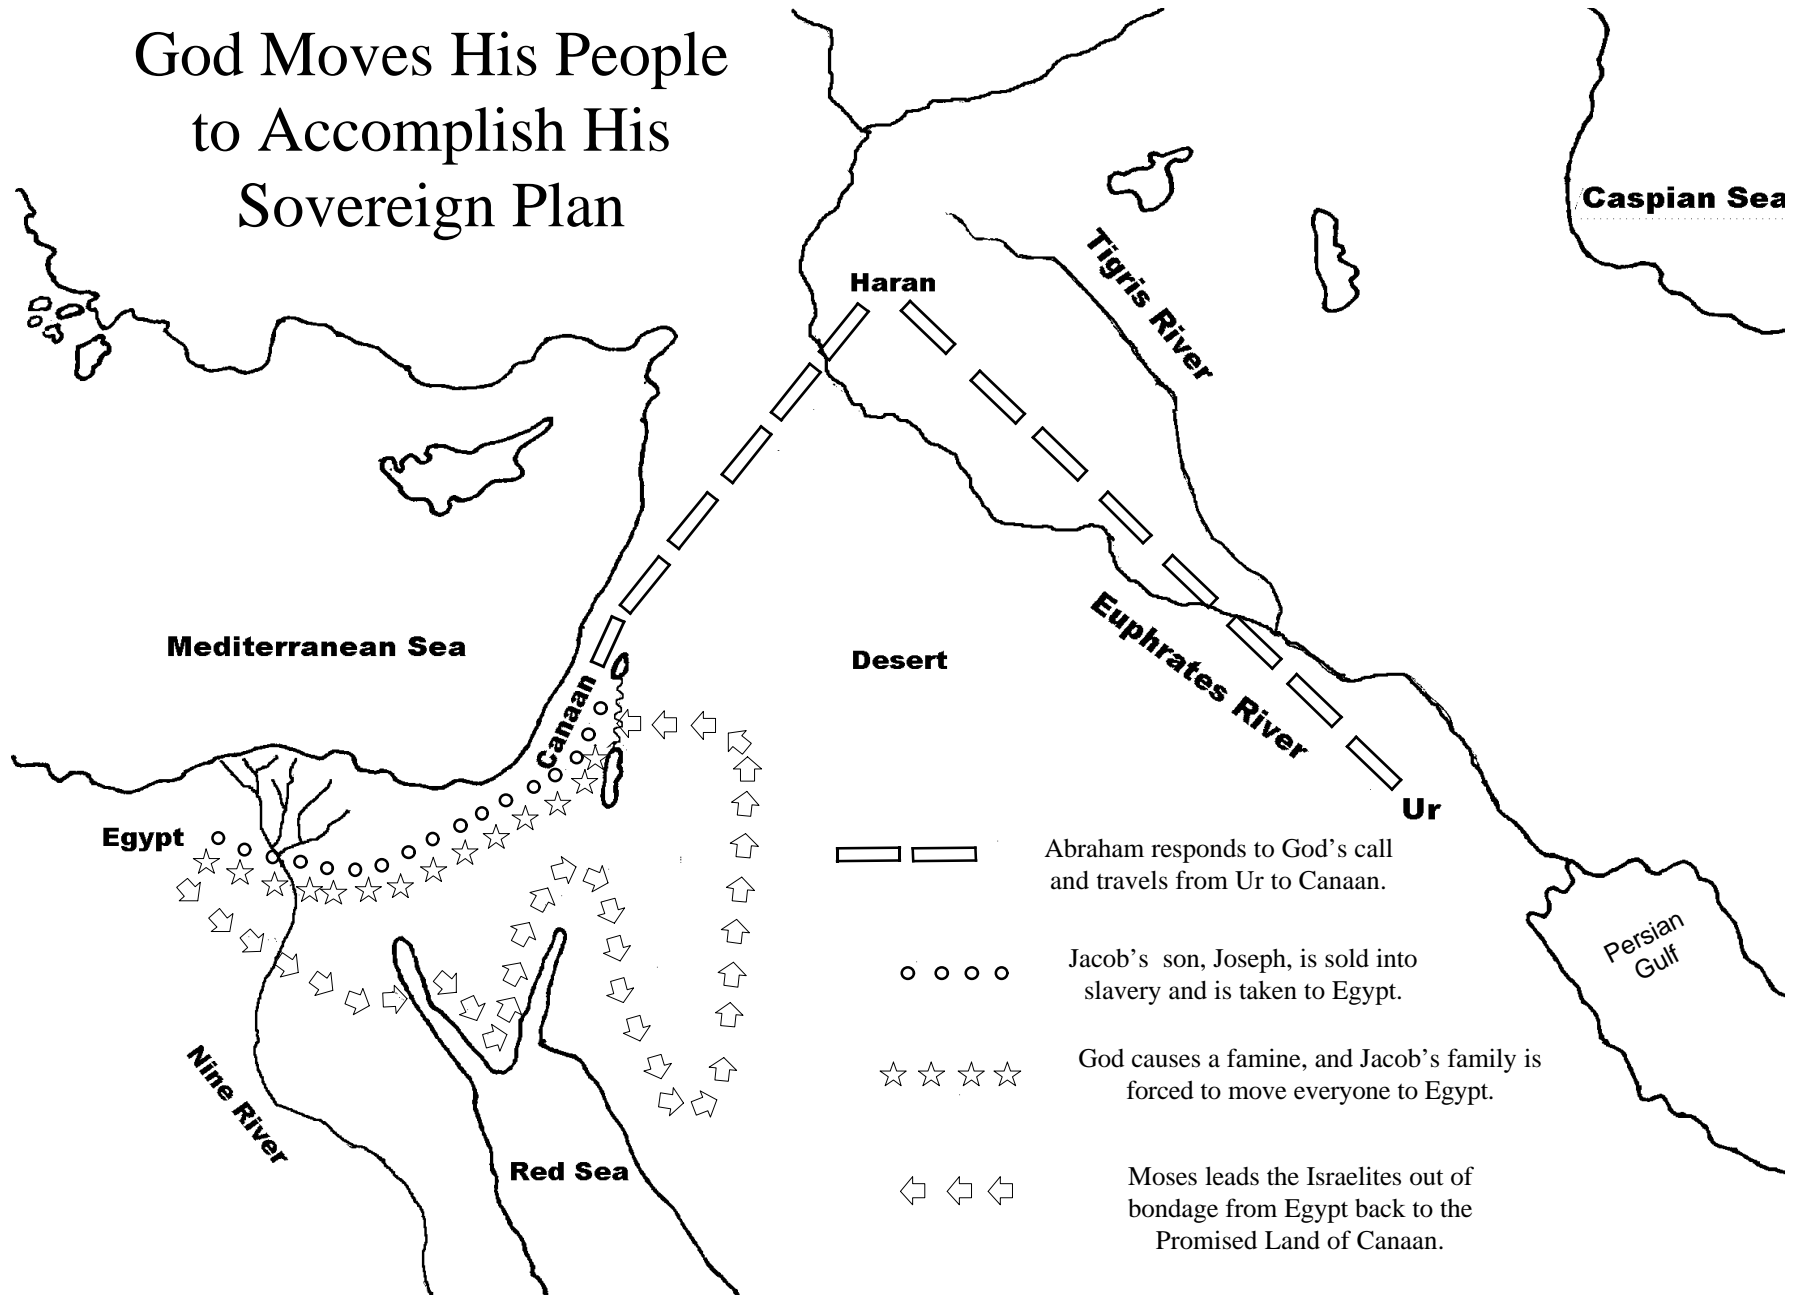 God Moves His People
to Accomplish His
Sovereign Plan
Caspian Sea
Tigris River
Haran
Mediterranean Sea
Desert
Euphrates River
Canaan
Egypt
Ur
Abraham responds to God’s call
and travels from Ur to Canaan.
Persian
Gulf
Jacob’s  son, Joseph, is sold into
slavery and is taken to Egypt.
Nine River
God causes a famine, and Jacob’s family is
forced to move everyone to Egypt.
Red Sea
Moses leads the Israelites out of
bondage from Egypt back to the
Promised Land of Canaan.